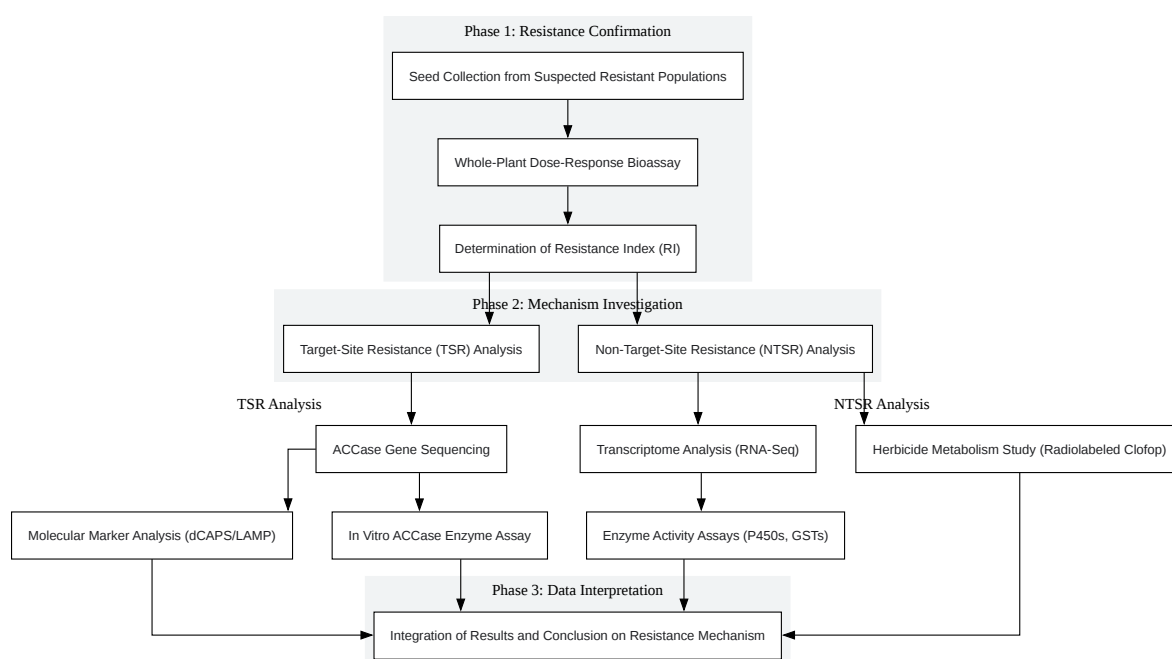 Phase 1: Resistance Confirmation
Seed Collection from Suspected Resistant Populations
Whole-Plant Dose-Response Bioassay
Determination of Resistance Index (RI)
Phase 2: Mechanism Investigation
Target-Site Resistance (TSR) Analysis
Non-Target-Site Resistance (NTSR) Analysis
TSR Analysis
NTSR Analysis
ACCase Gene Sequencing
Transcriptome Analysis (RNA-Seq)
Herbicide Metabolism Study (Radiolabeled Clofop)
Molecular Marker Analysis (dCAPS/LAMP)
In Vitro ACCase Enzyme Assay
Enzyme Activity Assays (P450s, GSTs)
Phase 3: Data Interpretation
Integration of Results and Conclusion on Resistance Mechanism